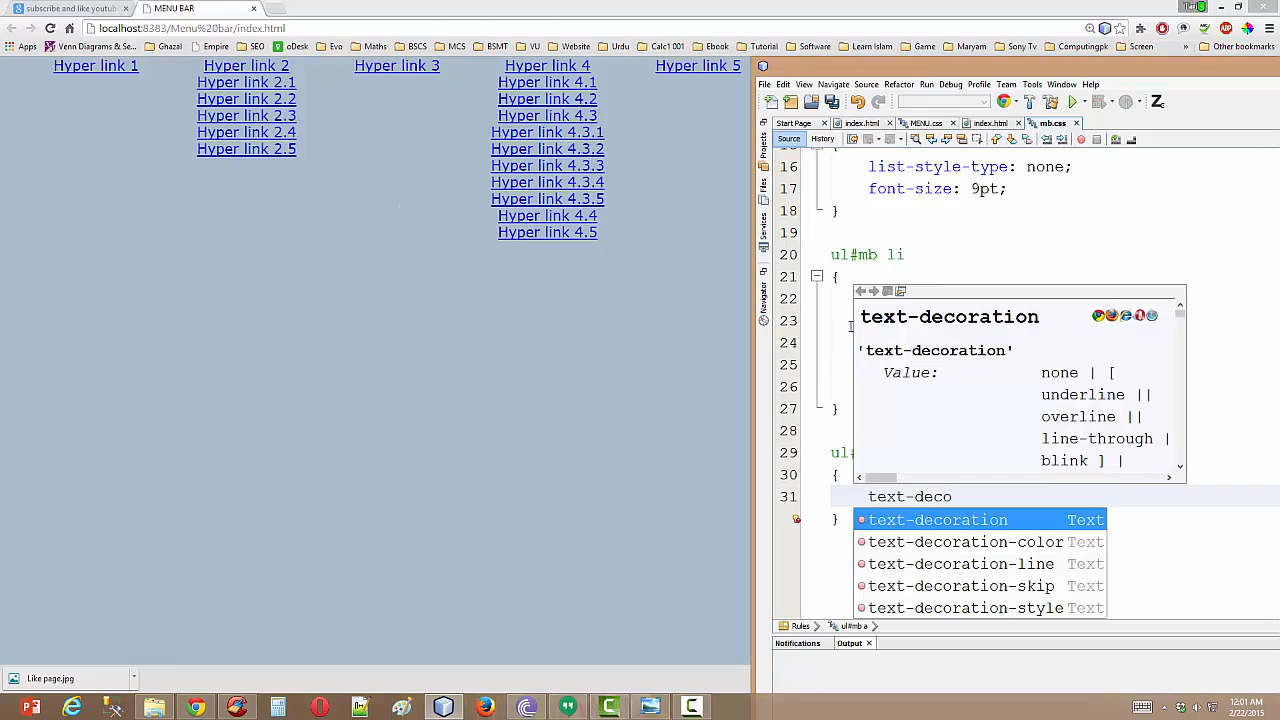 subscribe and like youtub
MENU BAR
localhost:8383/Menu%20bar/index.html
Apps
Venn Diagrams & Se...
Ghazal
Empire
SEO
oDesk
Evo
Maths
BSCS
MCS
BSMT
VU
Website
Urdu
Calc1 001
Ebook
Tutorial
Software
Learn Islam
Game
Maryam
Sony Tv
Computingpk
Screen
Other bookmarks
Hyper link 1
Hyper link 2
Hyper link 3
Hyper link 4
Hyper link 5
Hyper link 2.1
Hyper link 4.1
Hyper link 2.2
Hyper link 4.2
Hyper link 2.3
Hyper link 4.3
Hyper link 2.4
Hyper link 4.3.1
Hyper link 2.5
Hyper link 4.3.2
Hyper link 4.3.3
Hyper link 4.3.4
Hyper link 4.3.5
Hyper link 4.4
Hyper link 4.5
File Edit View Navigate Source Refactor Run Debug Profile Team Tools Window Help
Start Page
index.html
MENU.css
index.html
mb.css
Source
History
Projects
Files
Services
Navigator
16 list-style-type: none;
17 font-size: 9pt;
18 }
19
20 ul#mb li
21 {
22
23
24
25
26
27 }
28
29 ul#
30 {
31 text-deco
}
text-decoration
'text-decoration'
Value: none | [
underline ||
overline ||
line-through |
blink ] |
text-decoration Text
text-decoration-color Text
text-decoration-line Text
text-decoration-skip Text
text-decoration-style Text
Rules
ul#mb a
Notifications
Output
Like page.jpg
12:01 AM
2/22/2015